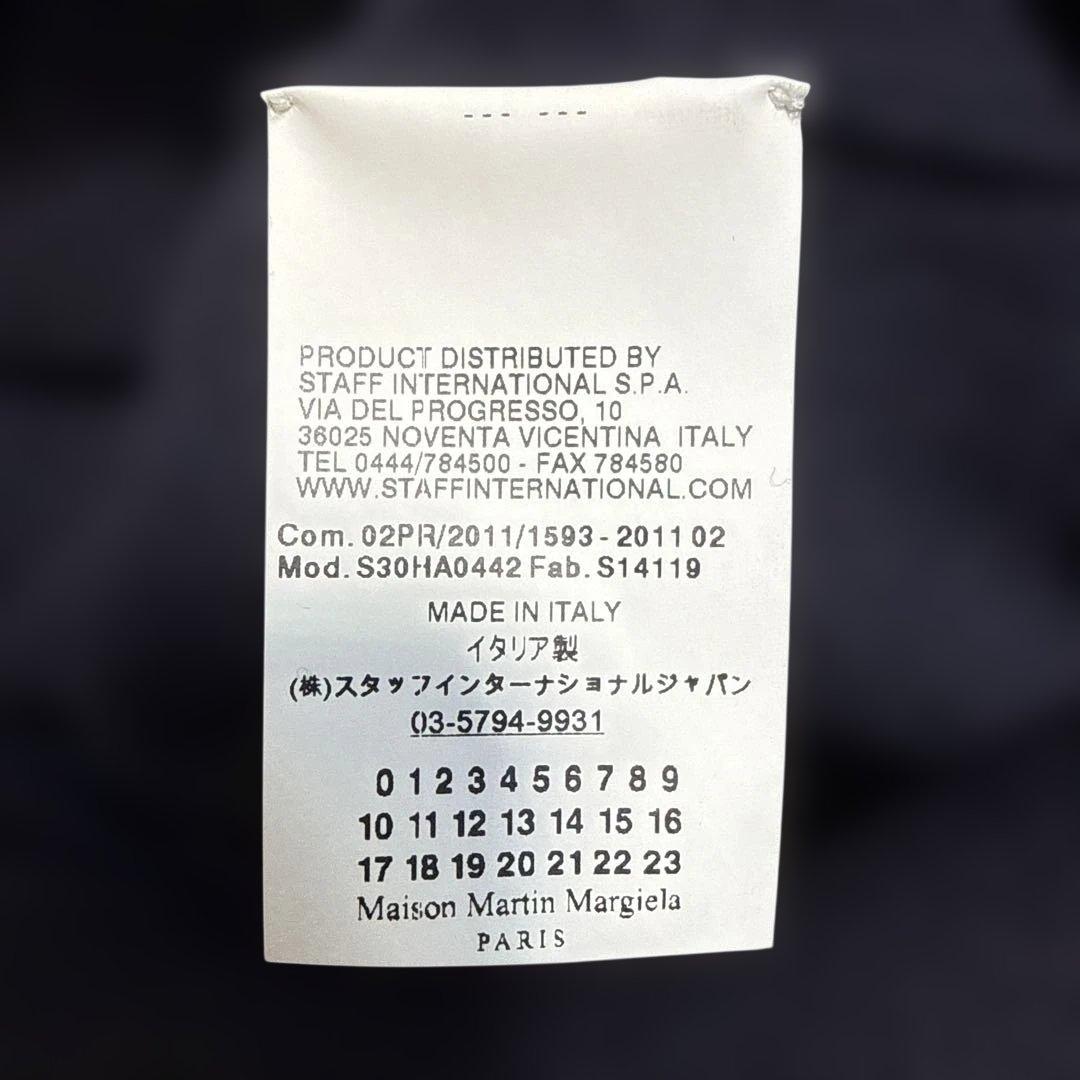 PRODUCT DISTRIBUTED BY
STAFF INTERNATIONAL S.P.A.
VIA DEL PROGRESSO, 10
36025 NOVENTA VICENTINA ITALY
TEL 0444/784500 - FAX 784580
WWW.STAFFINTERNATIONAL.COM
Com. 02PR/2011/1593 - 2011 02
Mod. S30HA0442 Fab. S14119
MADE IN ITALY
イタリア製
(株)スタッフインターナショナルジャパン
03-5794-9931
0 1 2 3 4 5 6 7 8 9
10 11 12 13 14 15 16
17 18 19 20 21 22 23
Maison Martin Margiela
PARIS